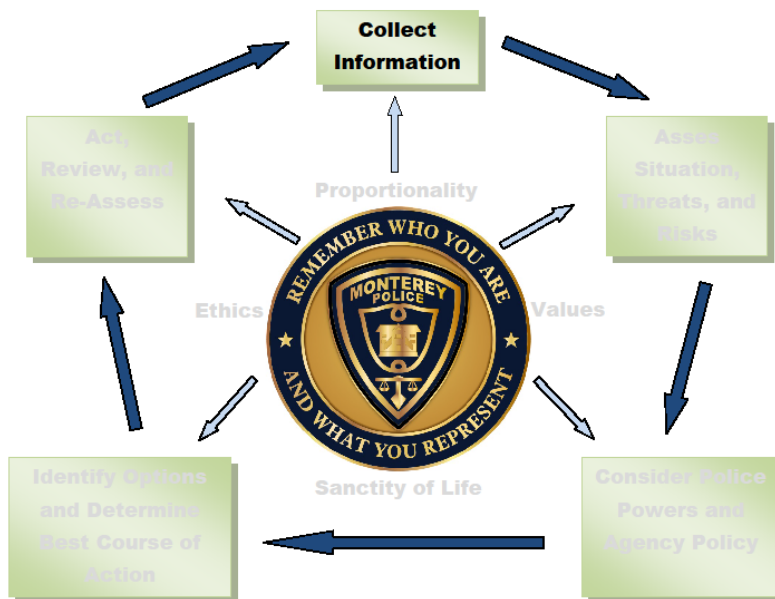 Collect
Information
Act,
Review, and
Re-Assess
Asses
Situation,
Threats, and
Risks
Proportionality
REMEMBER WHO YOU ARE
MONTEREY
POLICE
Ethics
Values
AND WHAT YOU REPRESENT
Sanctity of Life
Identify Options
and Determine
Best Course of
Action
Consider Police
Powers and
Agency Policy